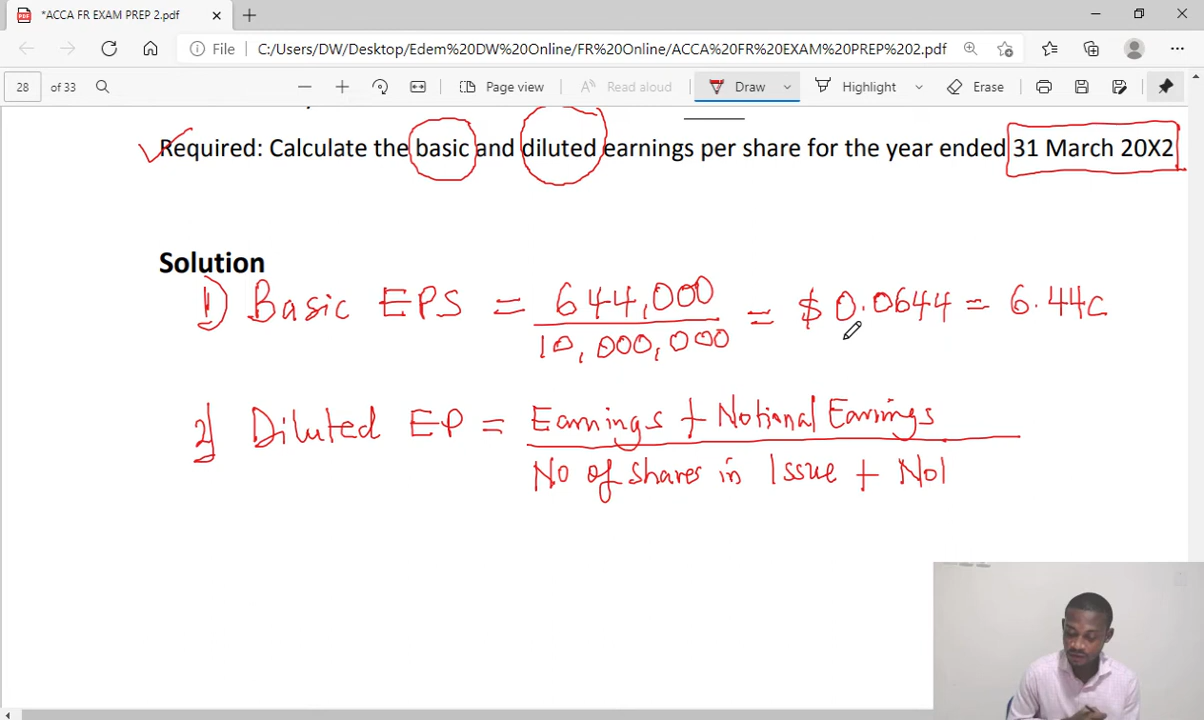 *ACCA FR EXAM PREP 2.pdf
File C:/Users/DW/Desktop/Edem%20DW%20Online/FR%20Online/ACCA%20FR%20EXAM%20PREP%202.pdf
28 of 33 Page view Read aloud Draw Highlight Erase
Required: Calculate the basic and diluted earnings per share for the year ended 31 March 20X2
Solution
1) Basic EPS = 644,000 / 10,000,000 = $0.0644 = 6.44c
2) Diluted EP = Earnings + Notional Earnings
No of shares in Issue + Not